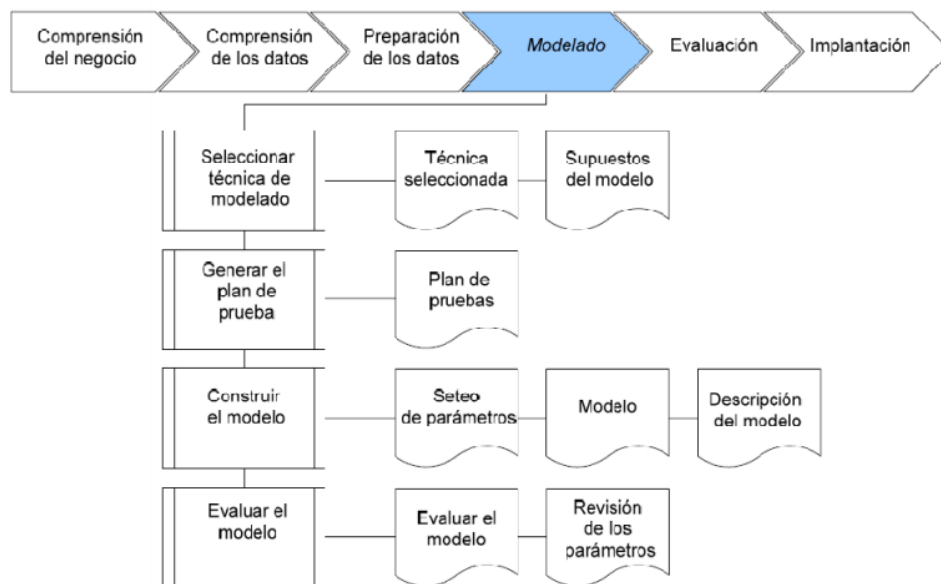 Comprensión
del negocio
Comprensión
de los datos
Preparación
de los datos
Modelado
Evaluación
Implantación
Seleccionar
técnica de
modelado
Técnica
seleccionada
Supuestos
del modelo
Generar el
plan de
prueba
Plan de
pruebas
Construir
el modelo
Seteo
de parámetros
Modelo
Descripción
del modelo
Evaluar el
modelo
Evaluar el
modelo
Revisión
de los
parámetros